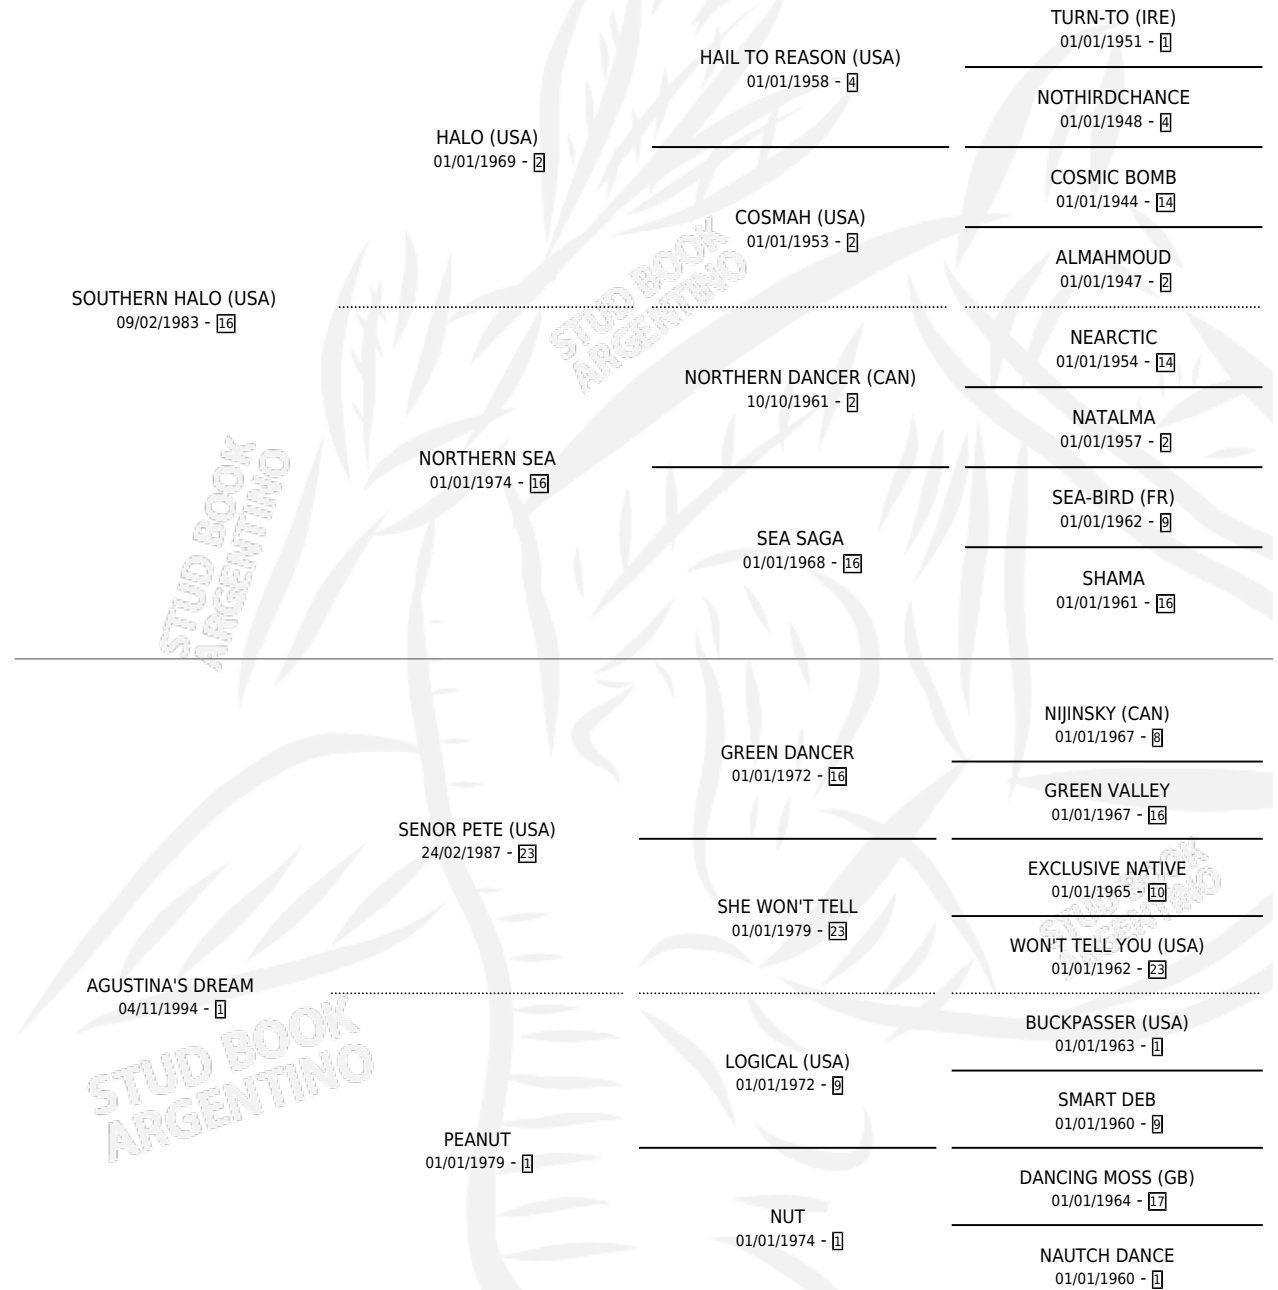 TURN-TO (IRE)
01/01/1951 - 1
HAIL TO REASON (USA)
01/01/1958 - 4
NOTHIRDCHANCE
01/01/1948 - 4
HALO (USA)
01/01/1969 - 2
COSMIC BOMB
01/01/1944 - 14
COSMAH (USA)
01/01/1953 - 2
ALMAHMOUD
01/01/1947 - 2
SOUTHERN HALO (USA)
09/02/1983 - 16
NEARCTIC
01/01/1954 - 14
NORTHERN DANCER (CAN)
10/10/1961 - 2
NATALMA
01/01/1957 - 2
NORTHERN SEA
01/01/1974 - 16
SEA-BIRD (FR)
01/01/1962 - 9
SEA SAGA
01/01/1968 - 16
SHAMA
01/01/1961 - 16
NIJINSKY (CAN)
01/01/1967 - 8
GREEN DANCER
01/01/1972 - 16
GREEN VALLEY
01/01/1967 - 16
SENOR PETE (USA)
24/02/1987 - 23
EXCLUSIVE NATIVE
01/01/1965 - 10
SHE WON'T TELL
01/01/1979 - 23
WON'T TELL YOU (USA)
01/01/1962 - 23
AGUSTINA'S DREAM
04/11/1994 - 1
BUCKPASSER (USA)
01/01/1963 - 1
LOGICAL (USA)
01/01/1972 - 9
SMART DEB
01/01/1960 - 9
PEANUT
01/01/1979 - 1
DANCING MOSS (GB)
01/01/1964 - 17
NUT
01/01/1974 - 1
NAUTCH DANCE
01/01/1960 - 1
STUD BOOK
ARGENTINO
STUD BOOK
ARGENTINO
STUD BOOK
ARGENTINO
STUD BOOK
ARGENTINO